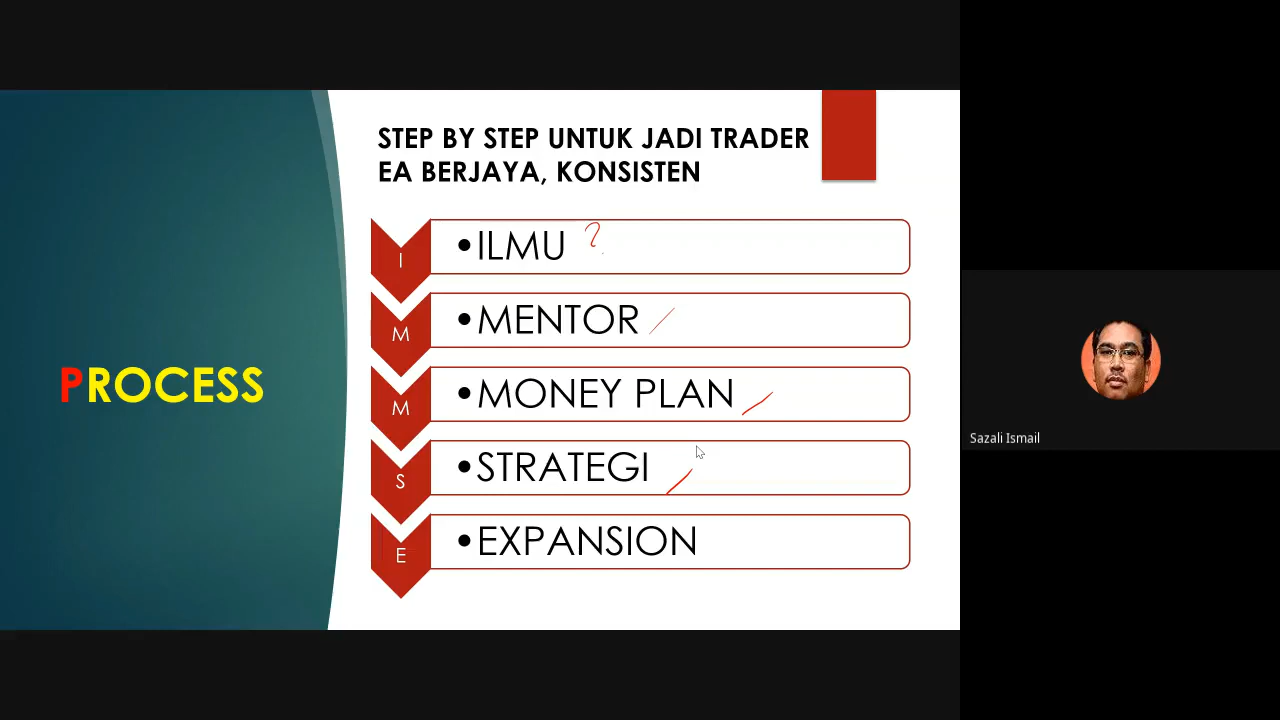 STEP BY STEP UNTUK JADI TRADER
EA BERJAYA, KONSISTEN
PROCESS
I
•ILMU ?
M
•MENTOR
M
•MONEY PLAN
S
•STRATEGI
E
•EXPANSION
Sazali Ismail